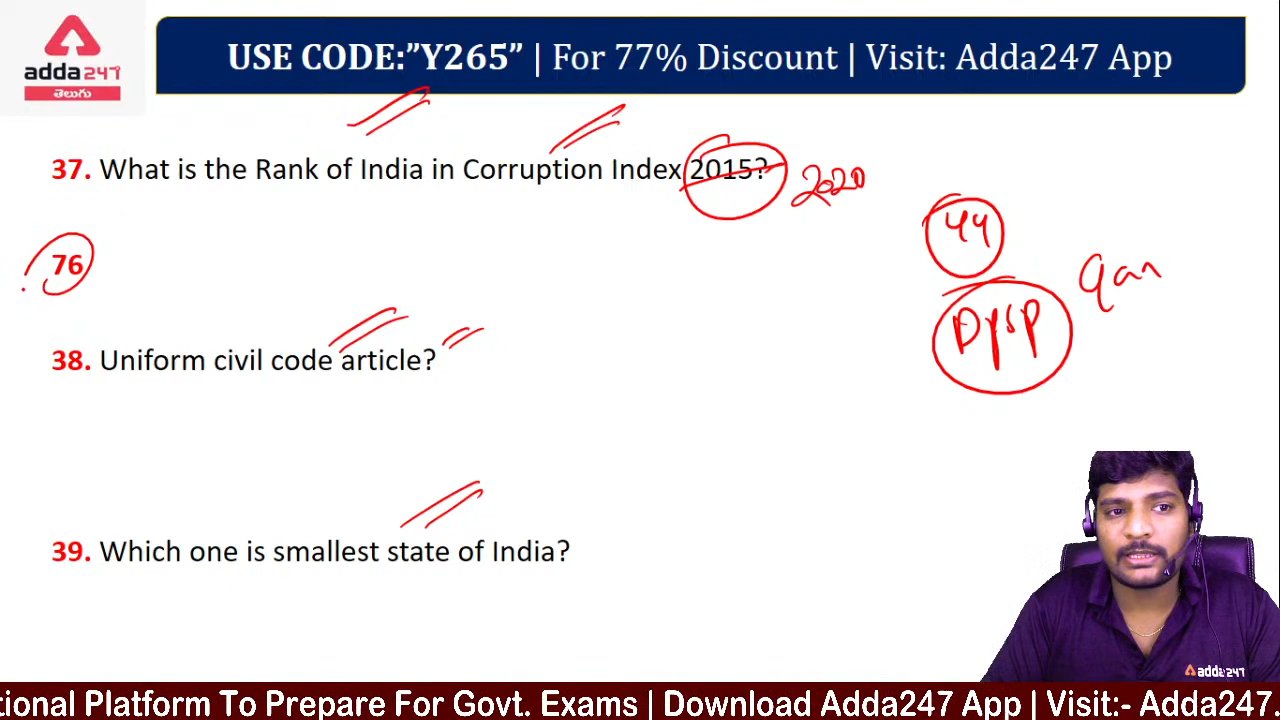 adda247
తెలుగు
USE CODE:”Y265” | For 77% Discount | Visit: Adda247 App
37. What is the Rank of India in Corruption Index 2015?
2020
44
76
DPSP
38. Uniform civil code article?
39. Which one is smallest state of India?
adda247
tional Platform To Prepare For Govt. Exams | Download Adda247 App | Visit:- Adda247.